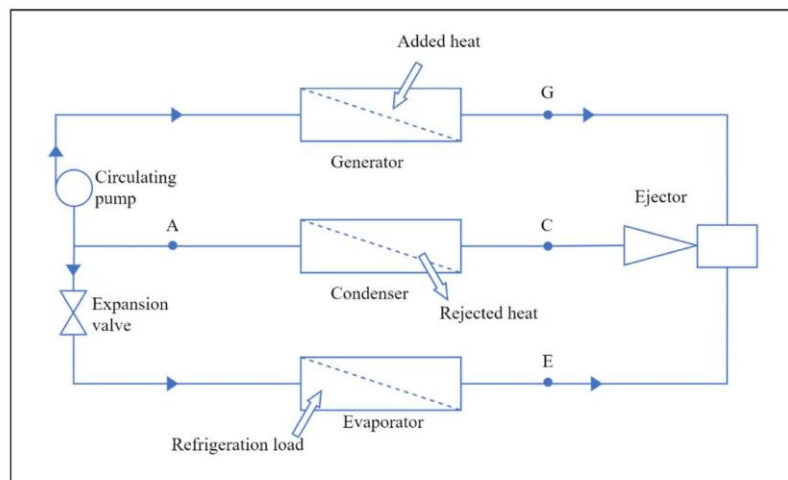 Added heat
G
Generator
Circulating
pump
Ejector
A
C
Condenser
Rejected heat
Expansion
valve
E
Evaporator
Refrigeration load